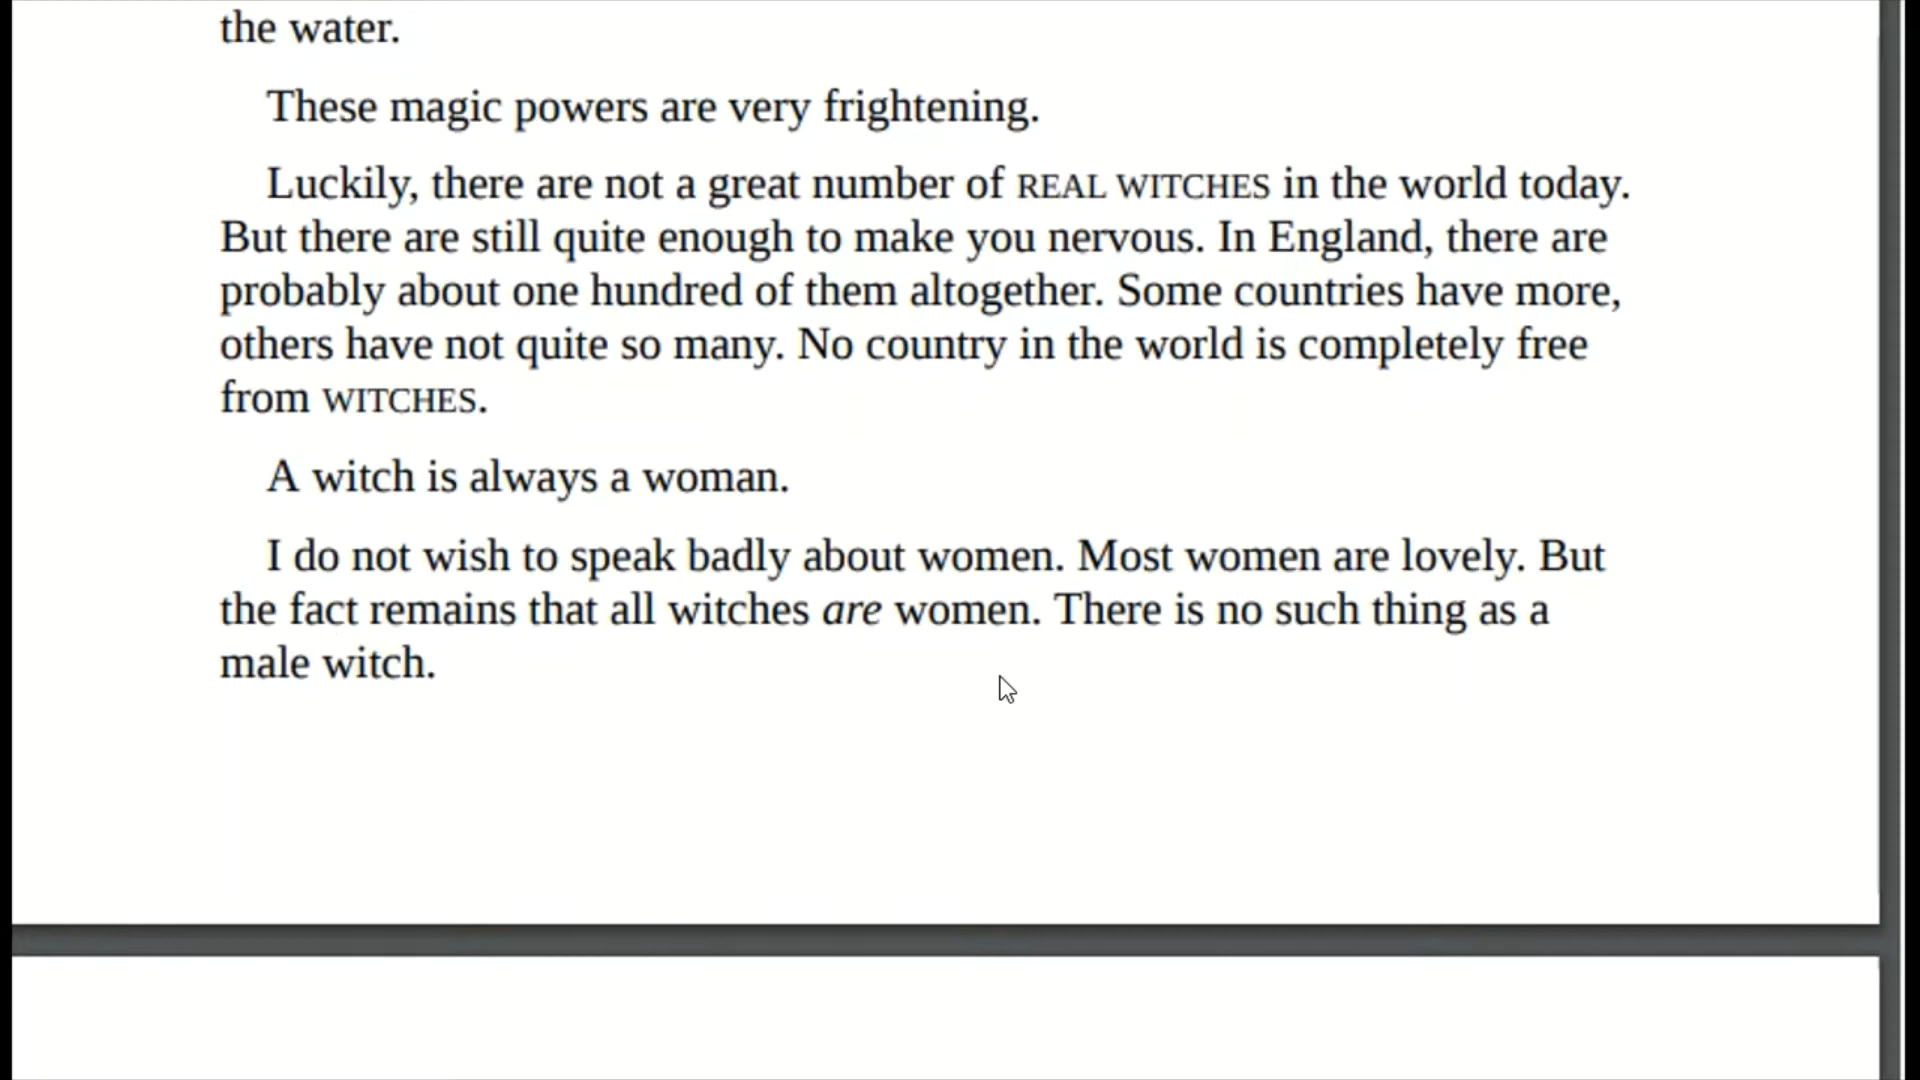 the water.
These magic powers are very frightening.
Luckily, there are not a great number of REAL WITCHES in the world today.
But there are still quite enough to make you nervous. In England, there are
probably about one hundred of them altogether. Some countries have more,
others have not quite so many. No country in the world is completely free
from WITCHES.
A witch is always a woman.
I do not wish to speak badly about women. Most women are lovely. But
the fact remains that all witches are women. There is no such thing as a
male witch.